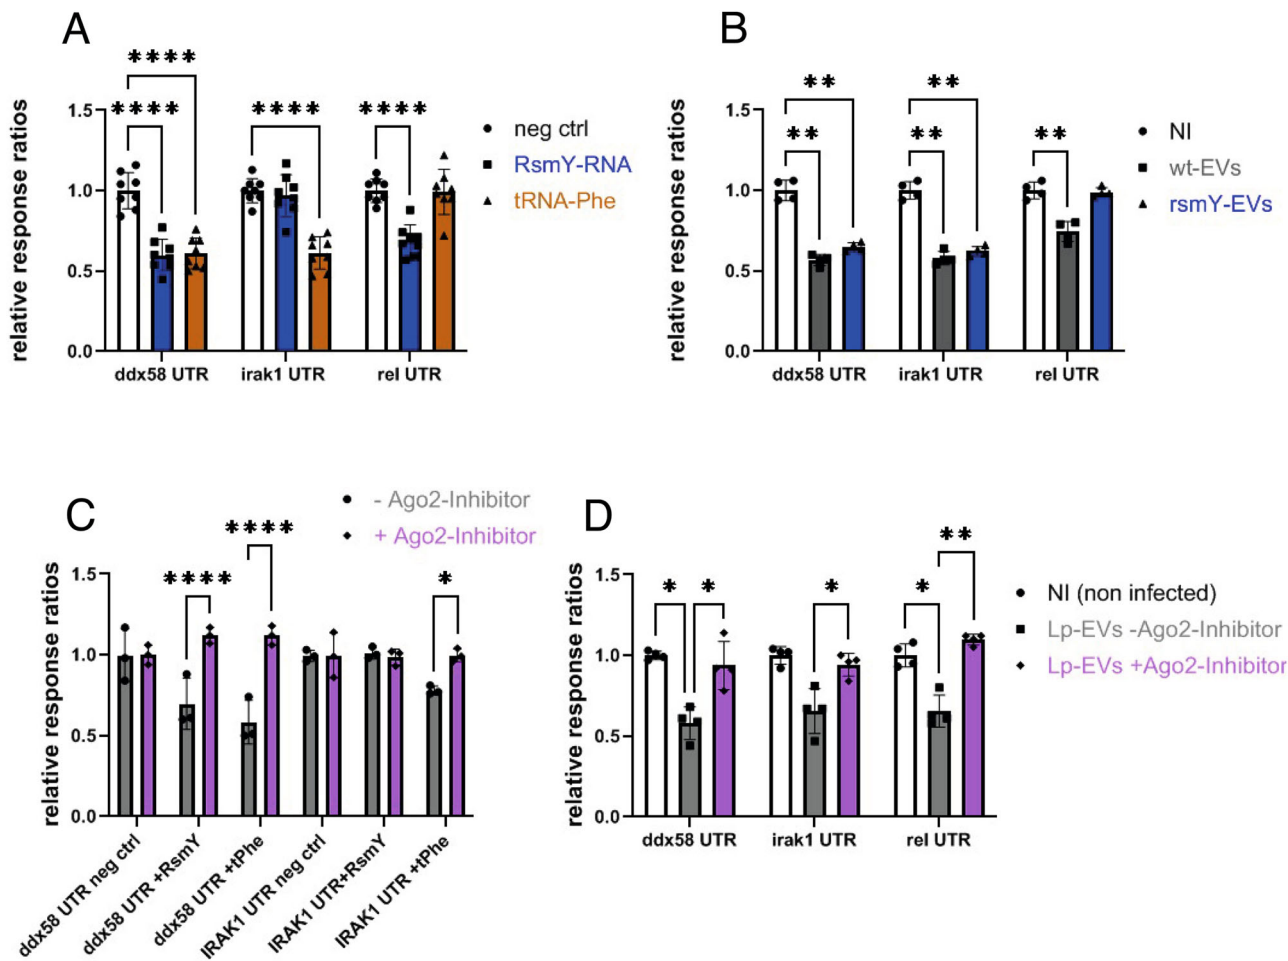 A
relative response ratios
1.5
1.0
0.5
0.0
****
****
****
****
ddx58 UTR
irak1 UTR
rel UTR
neg ctrl
RsmY-RNA
tRNA-Phe
B
relative response ratios
1.5
1.0
0.5
0.0
**
**
**
**
**
ddx58 UTR
irak1 UTR
rel UTR
NI
wt-EVs
rsmY-EVs
C
- Ago2-Inhibitor
+ Ago2-Inhibitor
relative response ratios
1.5
1.0
0.5
0.0
****
****
*
ddx58 UTR neg ctrl
ddx58 UTR +RsmY
ddx58 UTR +tPhe
IRAK1 UTR neg ctrl
IRAK1 UTR+RsmY
IRAK1 UTR +tPhe
D
relative response ratios
1.5
1.0
0.5
0.0
*
*
*
*
**
ddx58 UTR
irak1 UTR
rel UTR
NI (non infected)
Lp-EVs -Ago2-Inhibitor
Lp-EVs +Ago2-Inhibitor